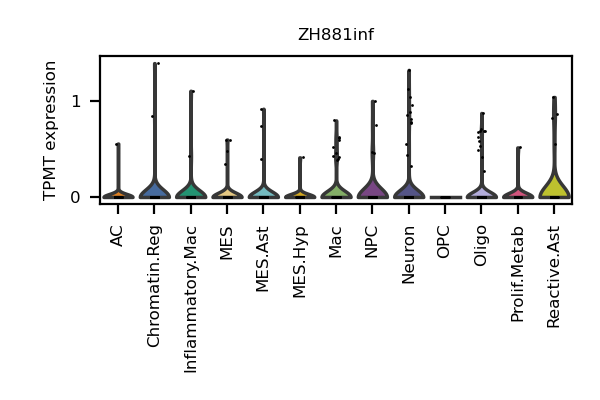 ZH881inf
TPMT expression
1
0
AC
Chromatin.Reg
Inflammatory.Mac
MES
MES.Ast
MES.Hyp
Mac
NPC
Neuron
OPC
Oligo
Prolif.Metab
Reactive.Ast